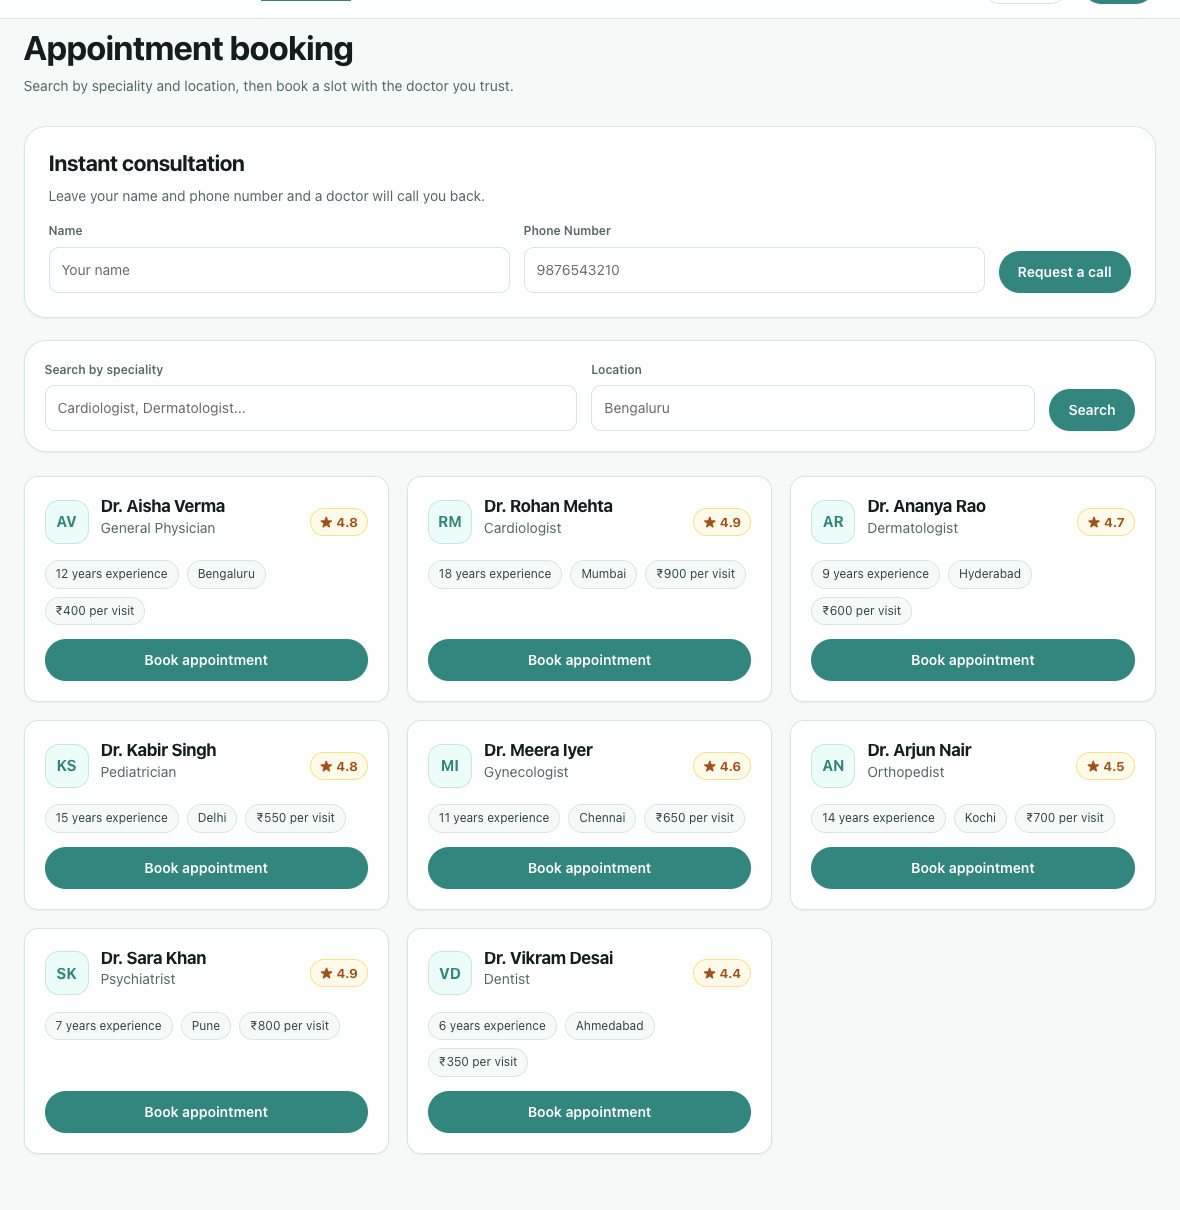 Appointment booking
Search by speciality and location, then book a slot with the doctor you trust.
Instant consultation
Leave your name and phone number and a doctor will call you back.
Name
Phone Number
Your name
9876543210
Request a call
Search by speciality
Location
Cardiologist, Dermatologist...
Bengaluru
Search
AV
Dr. Aisha Verma
General Physician
★ 4.8
12 years experience
Bengaluru
₹400 per visit
Book appointment
RM
Dr. Rohan Mehta
Cardiologist
★ 4.9
18 years experience
Mumbai
₹900 per visit
Book appointment
AR
Dr. Ananya Rao
Dermatologist
★ 4.7
9 years experience
Hyderabad
₹600 per visit
Book appointment
KS
Dr. Kabir Singh
Pediatrician
★ 4.8
15 years experience
Delhi
₹550 per visit
Book appointment
MI
Dr. Meera Iyer
Gynecologist
★ 4.6
11 years experience
Chennai
₹650 per visit
Book appointment
AN
Dr. Arjun Nair
Orthopedist
★ 4.5
14 years experience
Kochi
₹700 per visit
Book appointment
SK
Dr. Sara Khan
Psychiatrist
★ 4.9
7 years experience
Pune
₹800 per visit
Book appointment
VD
Dr. Vikram Desai
Dentist
★ 4.4
6 years experience
Ahmedabad
₹350 per visit
Book appointment